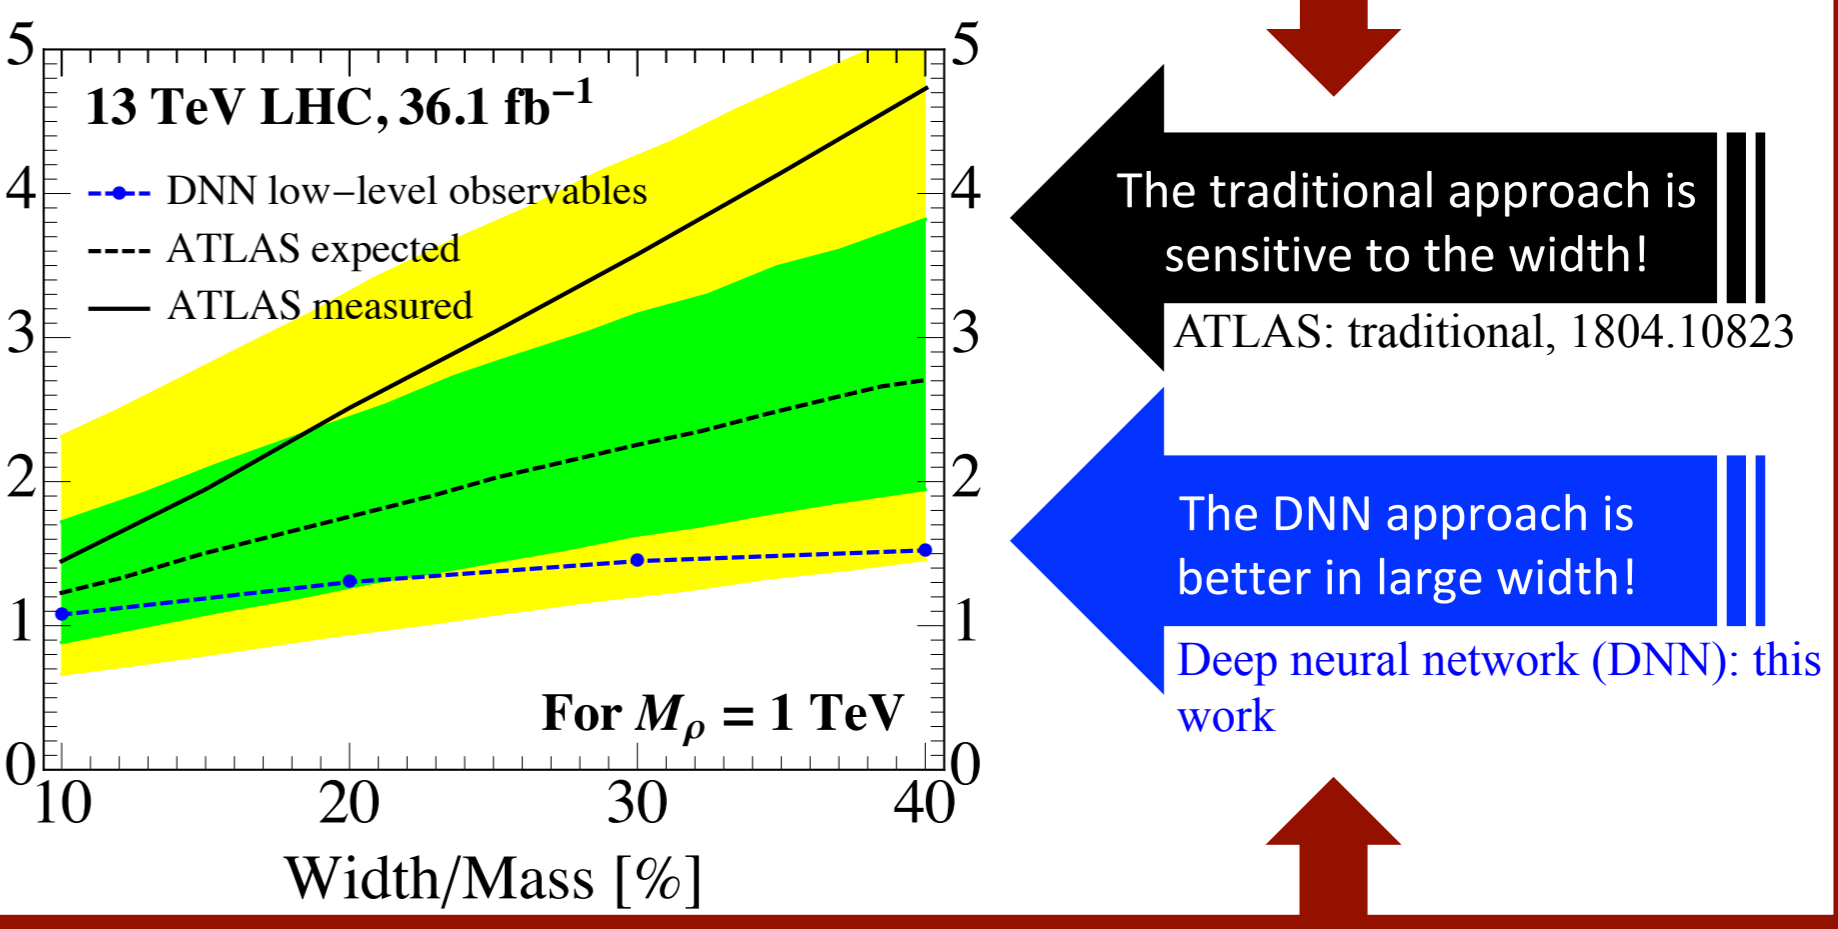 5
4
3
2
1
0
13 TeV LHC, 36.1 fb⁻¹
DNN low−level observables
ATLAS expected
ATLAS measured
For Mρ = 1 TeV
5
4
3
2
1
0
10 20 30 40
Width/Mass [%]
The traditional approach is
sensitive to the width!
ATLAS: traditional, 1804.10823
The DNN approach is
better in large width!
Deep neural network (DNN): this
work